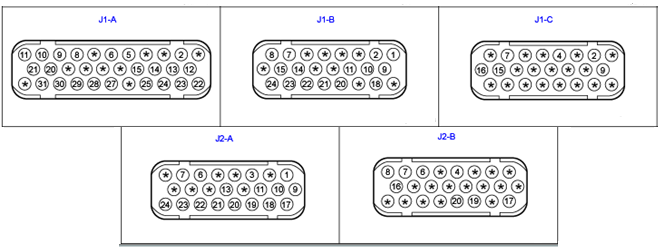 J1-A
J1-B
J1-C
11 10 9 8 * 6 5 * * 2 *
21 20 * * * * * 15 14 13 12
* 31 30 29 28 27 * 25 24 23 22
8 7 * * * * * 2 1
* 15 14 * * * 11 10 9
24 23 22 21 20 * * 18 *
* 7 * * 4 * 2 *
16 15 * * * * * 9
* * * * * * * *
J2-A
J2-B
* 7 6 * * 3 * 1
* * * 13 * 11 10 9
24 23 22 21 20 19 18 17
8 7 6 * 4 * * *
16 * * * * * * *
* * * * 20 19 * 17